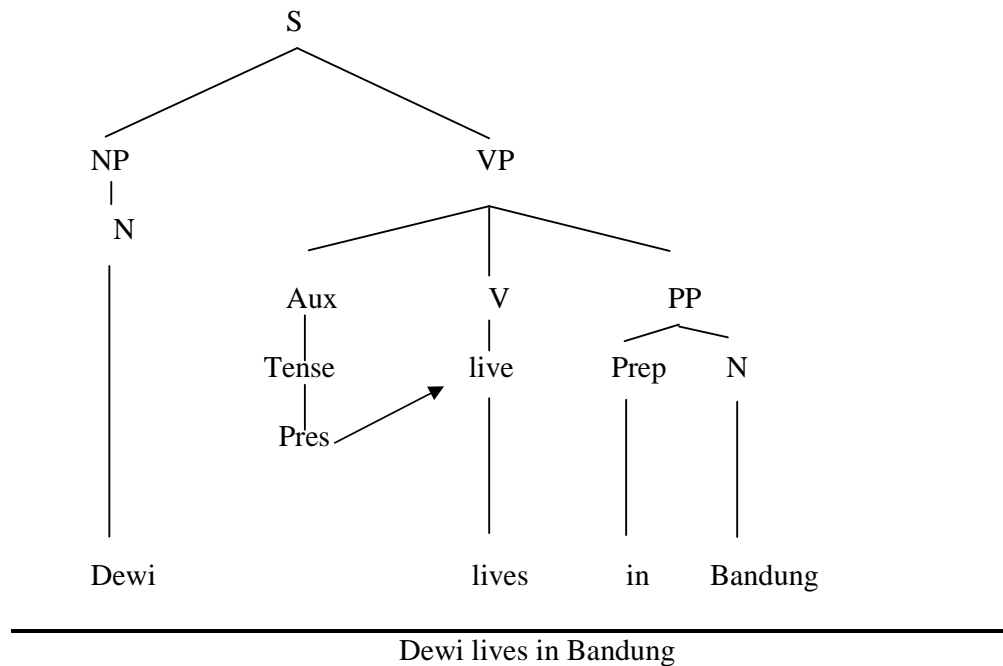 S
NP VP
N
Aux V PP
Tense live Prep N
Pres
Dewi lives in Bandung
Dewi lives in Bandung